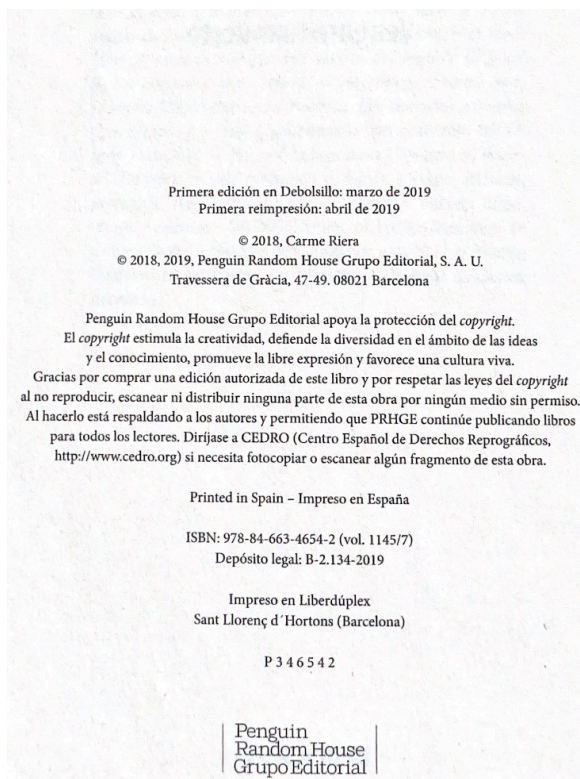 Primera edición en Debolsillo: marzo de 2019
Primera reimpresión: abril de 2019
© 2018, Carme Riera
© 2018, 2019, Penguin Random House Grupo Editorial, S. A. U.
Travessera de Gràcia, 47-49. 08021 Barcelona
Penguin Random House Grupo Editorial apoya la protección del copyright.
El copyright estimula la creatividad, defiende la diversidad en el ámbito de las ideas
y el conocimiento, promueve la libre expresión y favorece una cultura viva.
Gracias por comprar una edición autorizada de este libro y por respetar las leyes del copyright
al no reproducir, escanear ni distribuir ninguna parte de esta obra por ningún medio sin permiso.
Al hacerlo está respaldando a los autores y permitiendo que PRHGE continúe publicando libros
para todos los lectores. Diríjase a CEDRO (Centro Español de Derechos Reprográficos,
http://www.cedro.org) si necesita fotocopiar o escanear algún fragmento de esta obra.
Printed in Spain – Impreso en España
ISBN: 978-84-663-4654-2 (vol. 1145/7)
Depósito legal: B-2.134-2019
Impreso en Liberdúplex
Sant Llorenç d´Hortons (Barcelona)
P 3 4 6 5 4 2
Penguin
Random House
Grupo Editorial